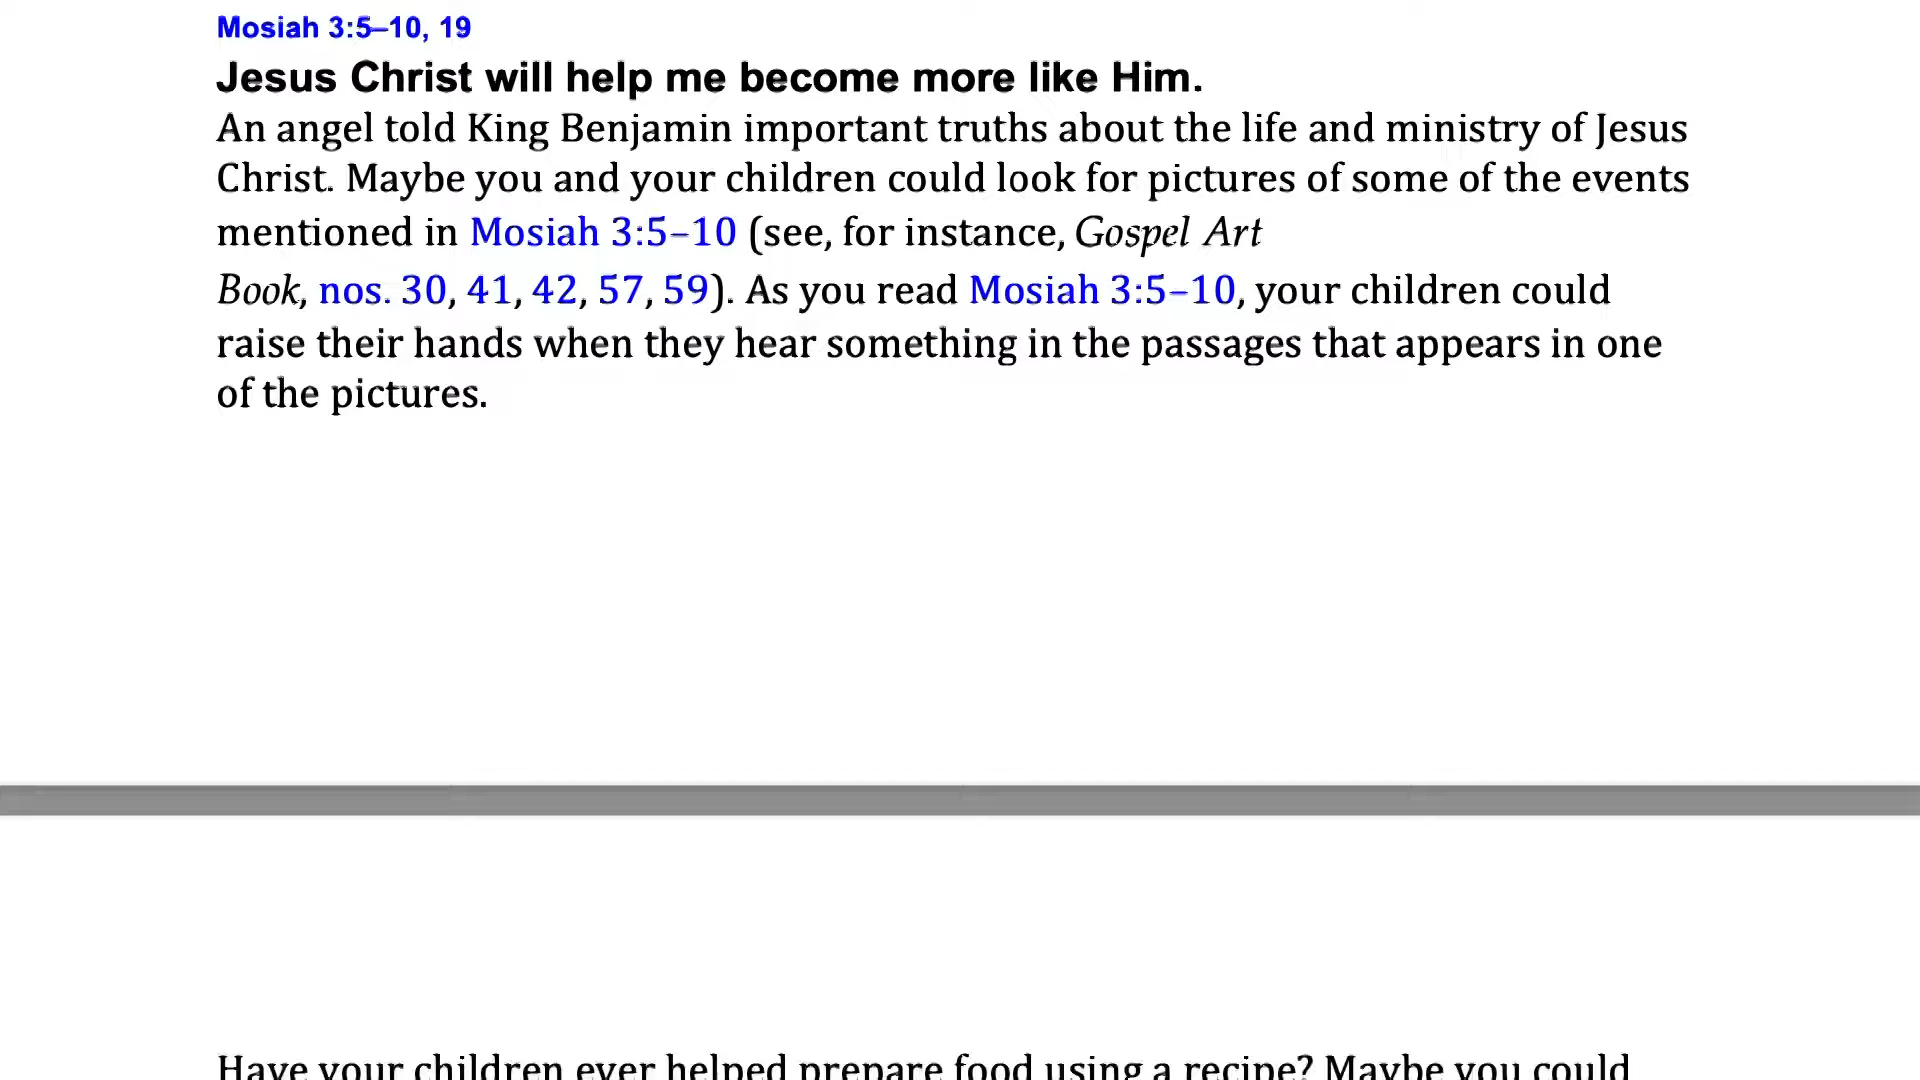 Mosiah 3:5–10, 19
Jesus Christ will help me become more like Him.
An angel told King Benjamin important truths about the life and ministry of Jesus
Christ. Maybe you and your children could look for pictures of some of the events
mentioned in Mosiah 3:5–10 (see, for instance, Gospel Art
Book, nos. 30, 41, 42, 57, 59). As you read Mosiah 3:5–10, your children could
raise their hands when they hear something in the passages that appears in one
of the pictures.
Have your children ever helped prepare food using a recipe? Maybe you could